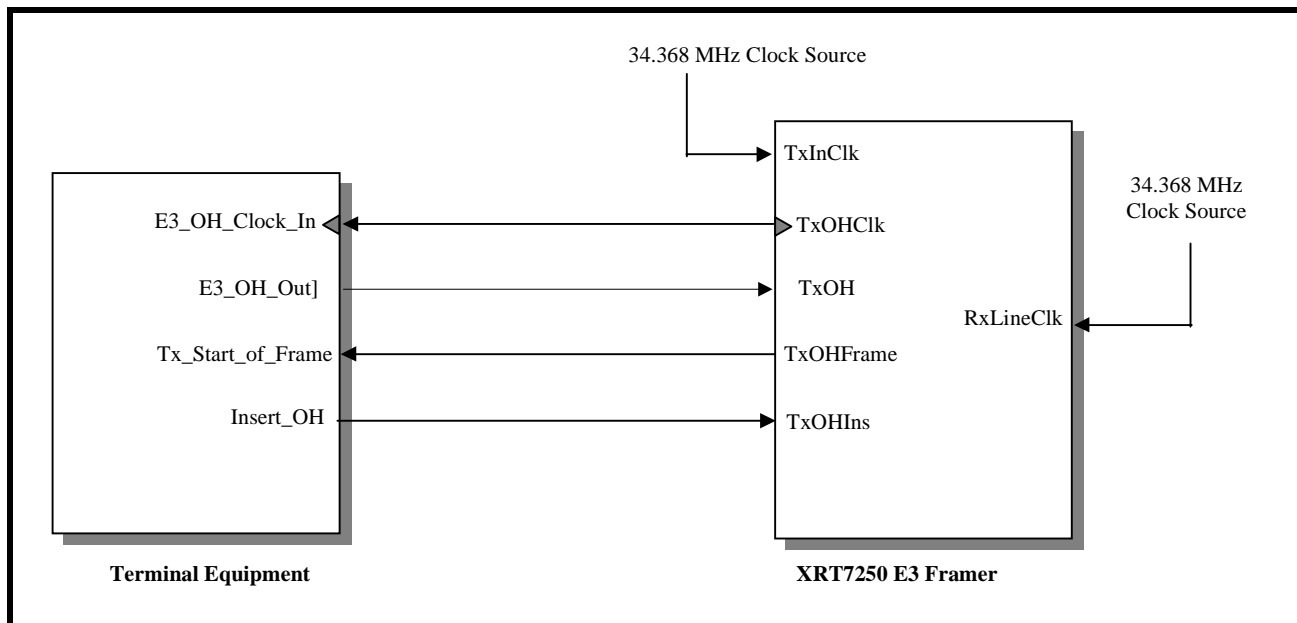 34.368 MHz Clock Source
TxInClk
34.368 MHz
Clock Source
E3_OH_Clock_In
TxOHClk
E3_OH_Out]
TxOH
RxLineClk
Tx_Start_of_Frame
TxOHFrame
Insert_OH
TxOHIns
Terminal Equipment
XRT7250 E3 Framer